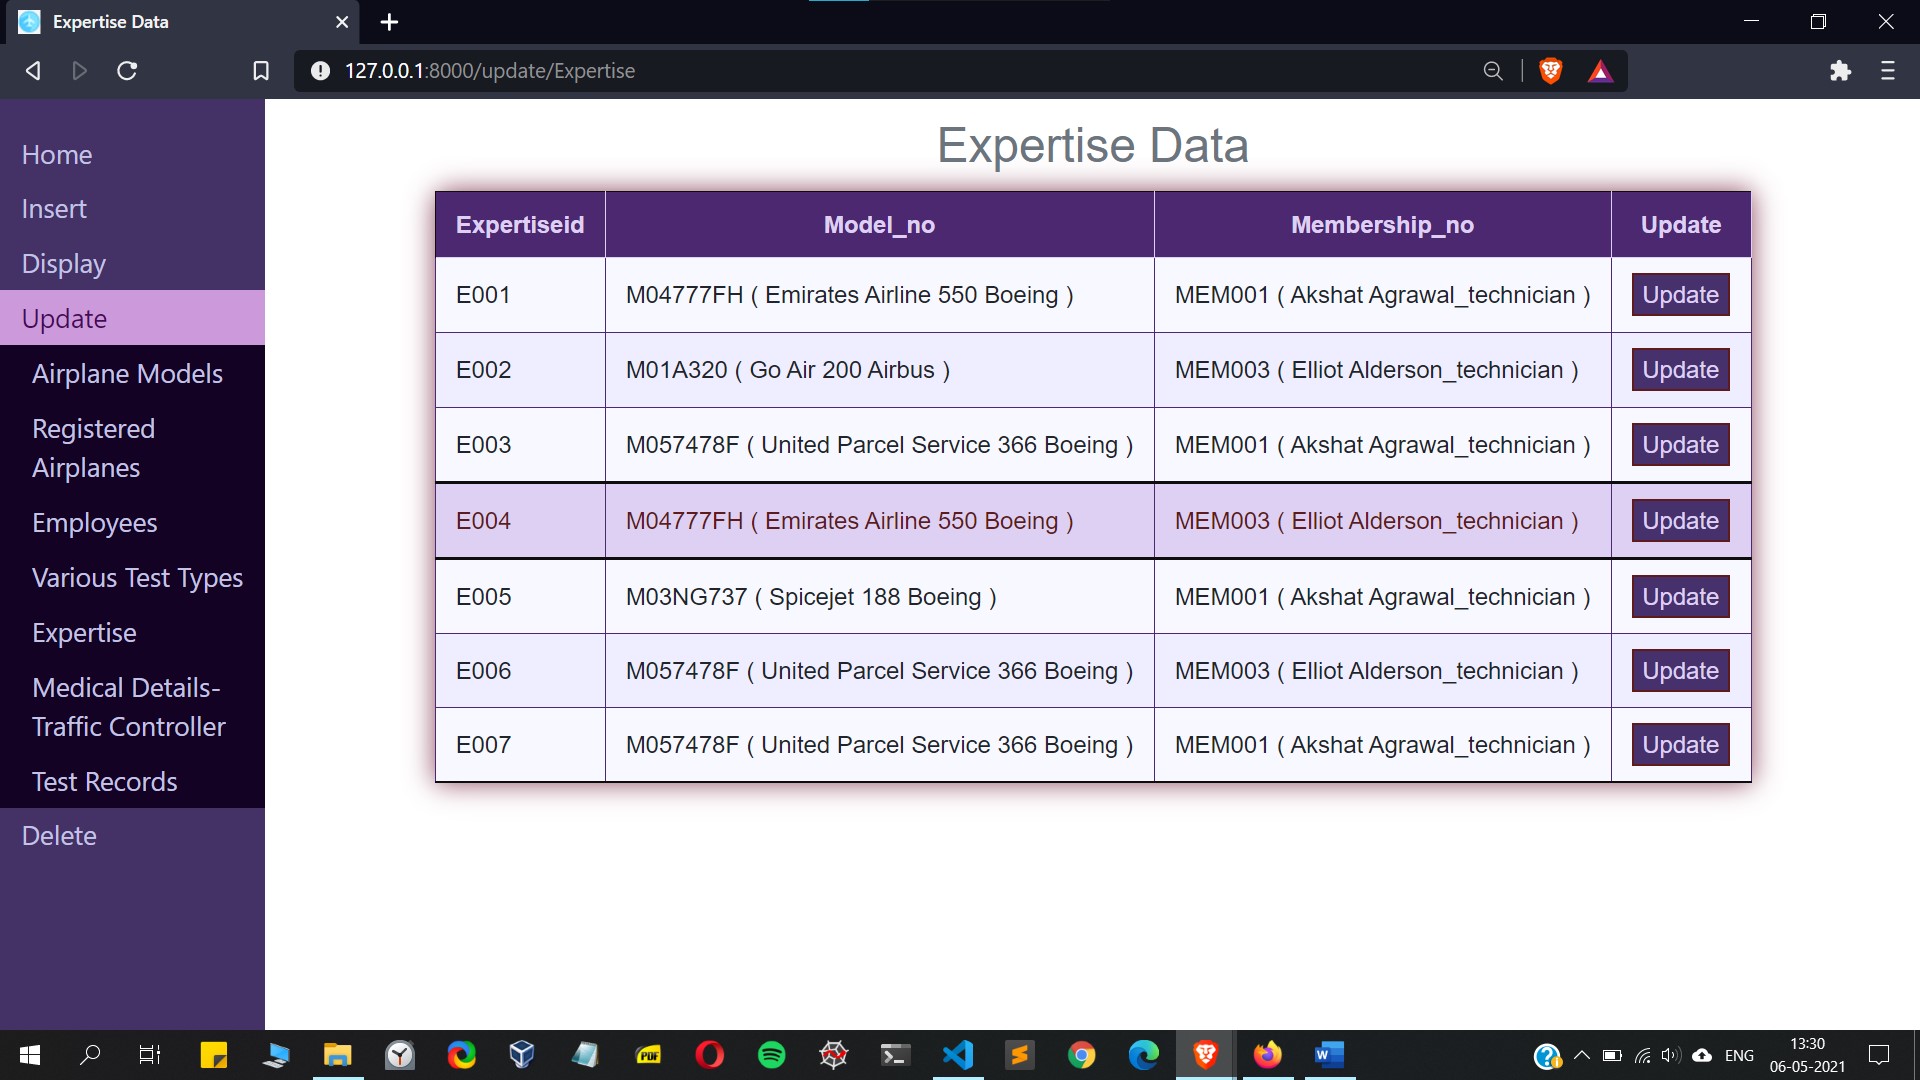 Expertise Data
127.0.0.1:8000/update/Expertise
Home
Insert
Display
Update
Airplane Models
Registered
Airplanes
Employees
Various Test Types
Expertise
Medical Details-
Traffic Controller
Test Records
Delete
Expertise Data
Expertiseid Model_no Membership_no Update
E001 M04777FH ( Emirates Airline 550 Boeing ) MEM001 ( Akshat Agrawal_technician ) Update
E002 M01A320 ( Go Air 200 Airbus ) MEM003 ( Elliot Alderson_technician ) Update
E003 M057478F ( United Parcel Service 366 Boeing ) MEM001 ( Akshat Agrawal_technician ) Update
E004 M04777FH ( Emirates Airline 550 Boeing ) MEM003 ( Elliot Alderson_technician ) Update
E005 M03NG737 ( Spicejet 188 Boeing ) MEM001 ( Akshat Agrawal_technician ) Update
E006 M057478F ( United Parcel Service 366 Boeing ) MEM003 ( Elliot Alderson_technician ) Update
E007 M057478F ( United Parcel Service 366 Boeing ) MEM001 ( Akshat Agrawal_technician ) Update
PDF
W
ENG
13:30
06-05-2021